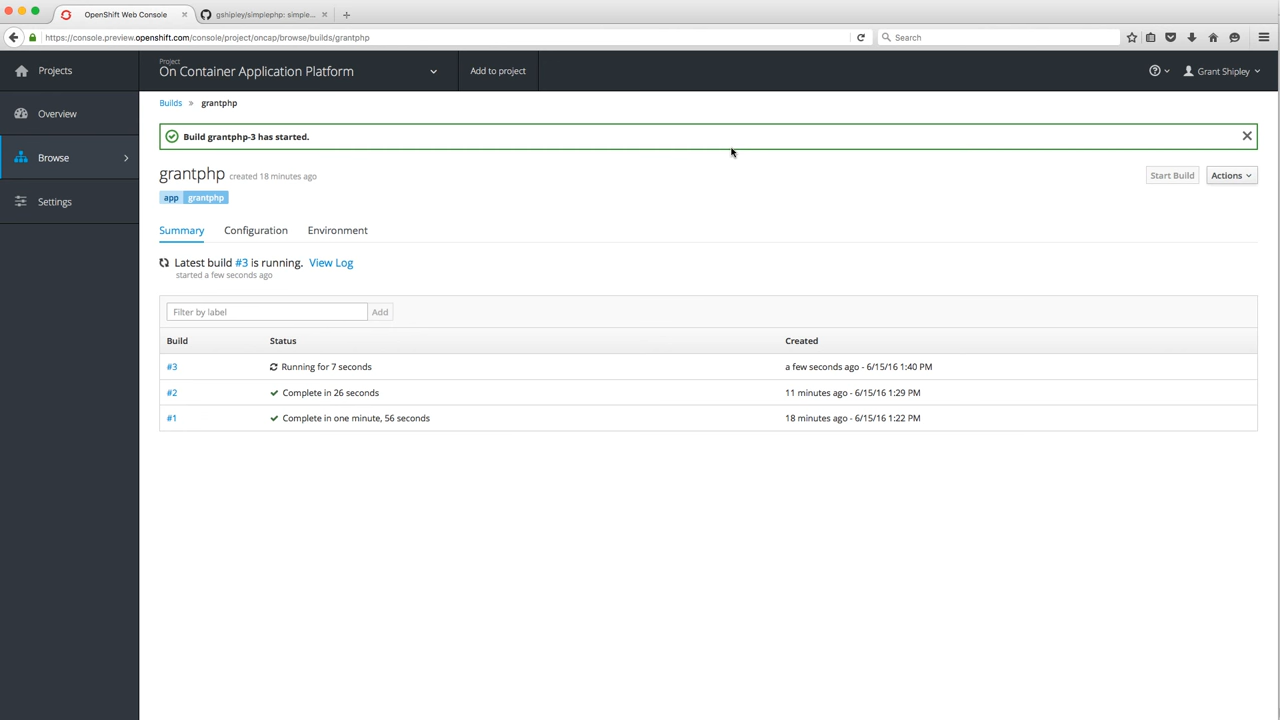 OpenShift Web Console
gshipley/simplephp: simple...
https://console.preview.openshift.com/console/project/oncap/browse/builds/grantphp
Search
Projects
Project
On Container Application Platform
Add to project
Grant Shipley
Overview
Browse
Settings
Builds » grantphp
Build grantphp-3 has started.
grantphp created 18 minutes ago
Start Build
Actions
app grantphp
Summary Configuration Environment
Latest build #3 is running. View Log
started a few seconds ago
Filter by label
Add
Build Status Created
#3 Running for 7 seconds a few seconds ago - 6/15/16 1:40 PM
#2 Complete in 26 seconds 11 minutes ago - 6/15/16 1:29 PM
#1 Complete in one minute, 56 seconds 18 minutes ago - 6/15/16 1:22 PM